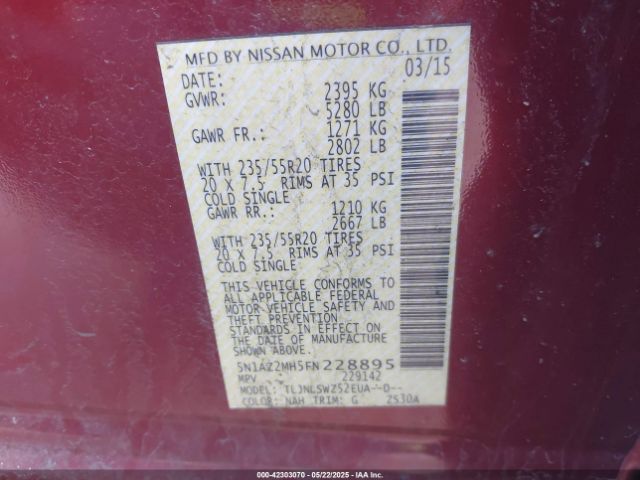 MFD BY NISSAN MOTOR CO., LTD.
DATE: 03/15
GVWR: 2395 KG
5280 LB
GAWR FR.: 1271 KG
2802 LB
WITH 235/55R20 TIRES
20 X 7.5 RIMS AT 35 PSI
COLD SINGLE
GAWR RR.: 1210 KG
2667 LB
WITH 235/55R20 TIRES
20 X 7.5 RIMS AT 35 PSI
COLD SINGLE
THIS VEHICLE CONFORMS TO
ALL APPLICABLE FEDERAL
MOTOR VEHICLE SAFETY AND
THEFT PREVENTION
STANDARDS IN EFFECT ON
THE DATE OF MANUFACTURE
SHOWN ABOVE.
5N1AZ2MH5FN228895
MPV 229142
MODEL: TLJNLSWZ52EUA--D--
COLOR: NAH TRIM: G Z530A
000-42303070 - 05/22/2025 - IAA Inc.